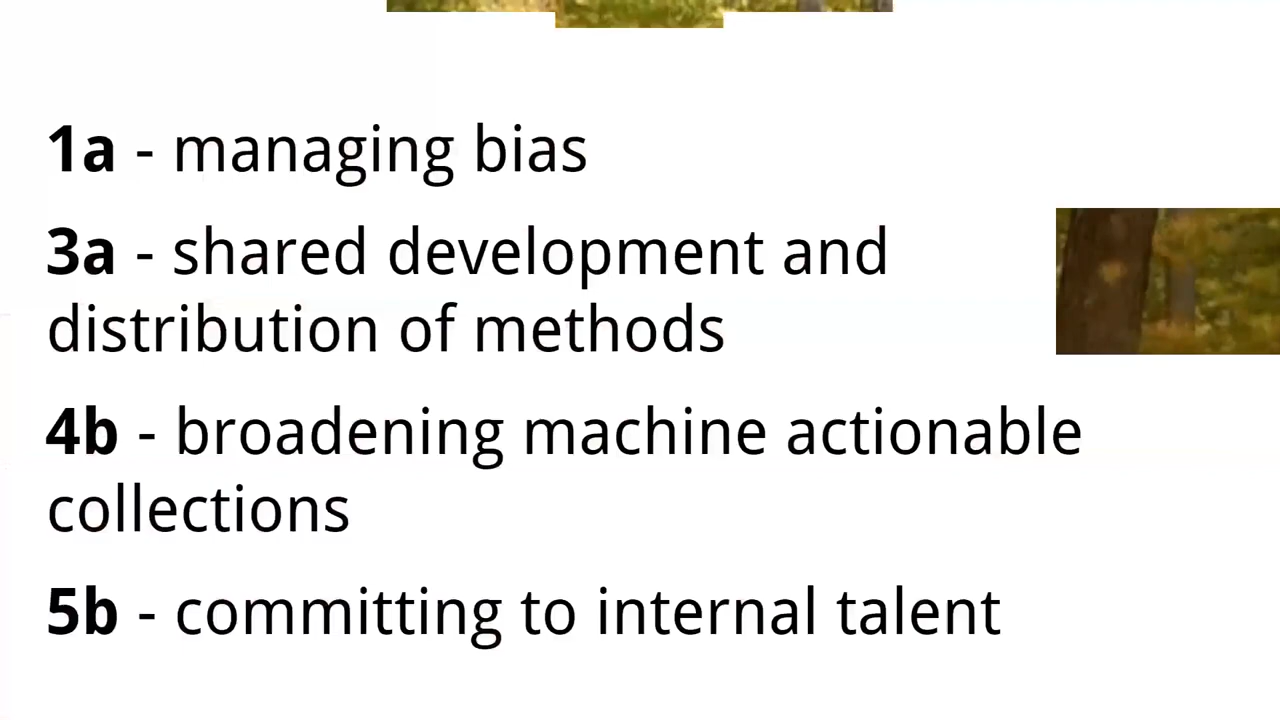 1a - managing bias
3a - shared development and
distribution of methods
4b - broadening machine actionable
collections
5b - committing to internal talent